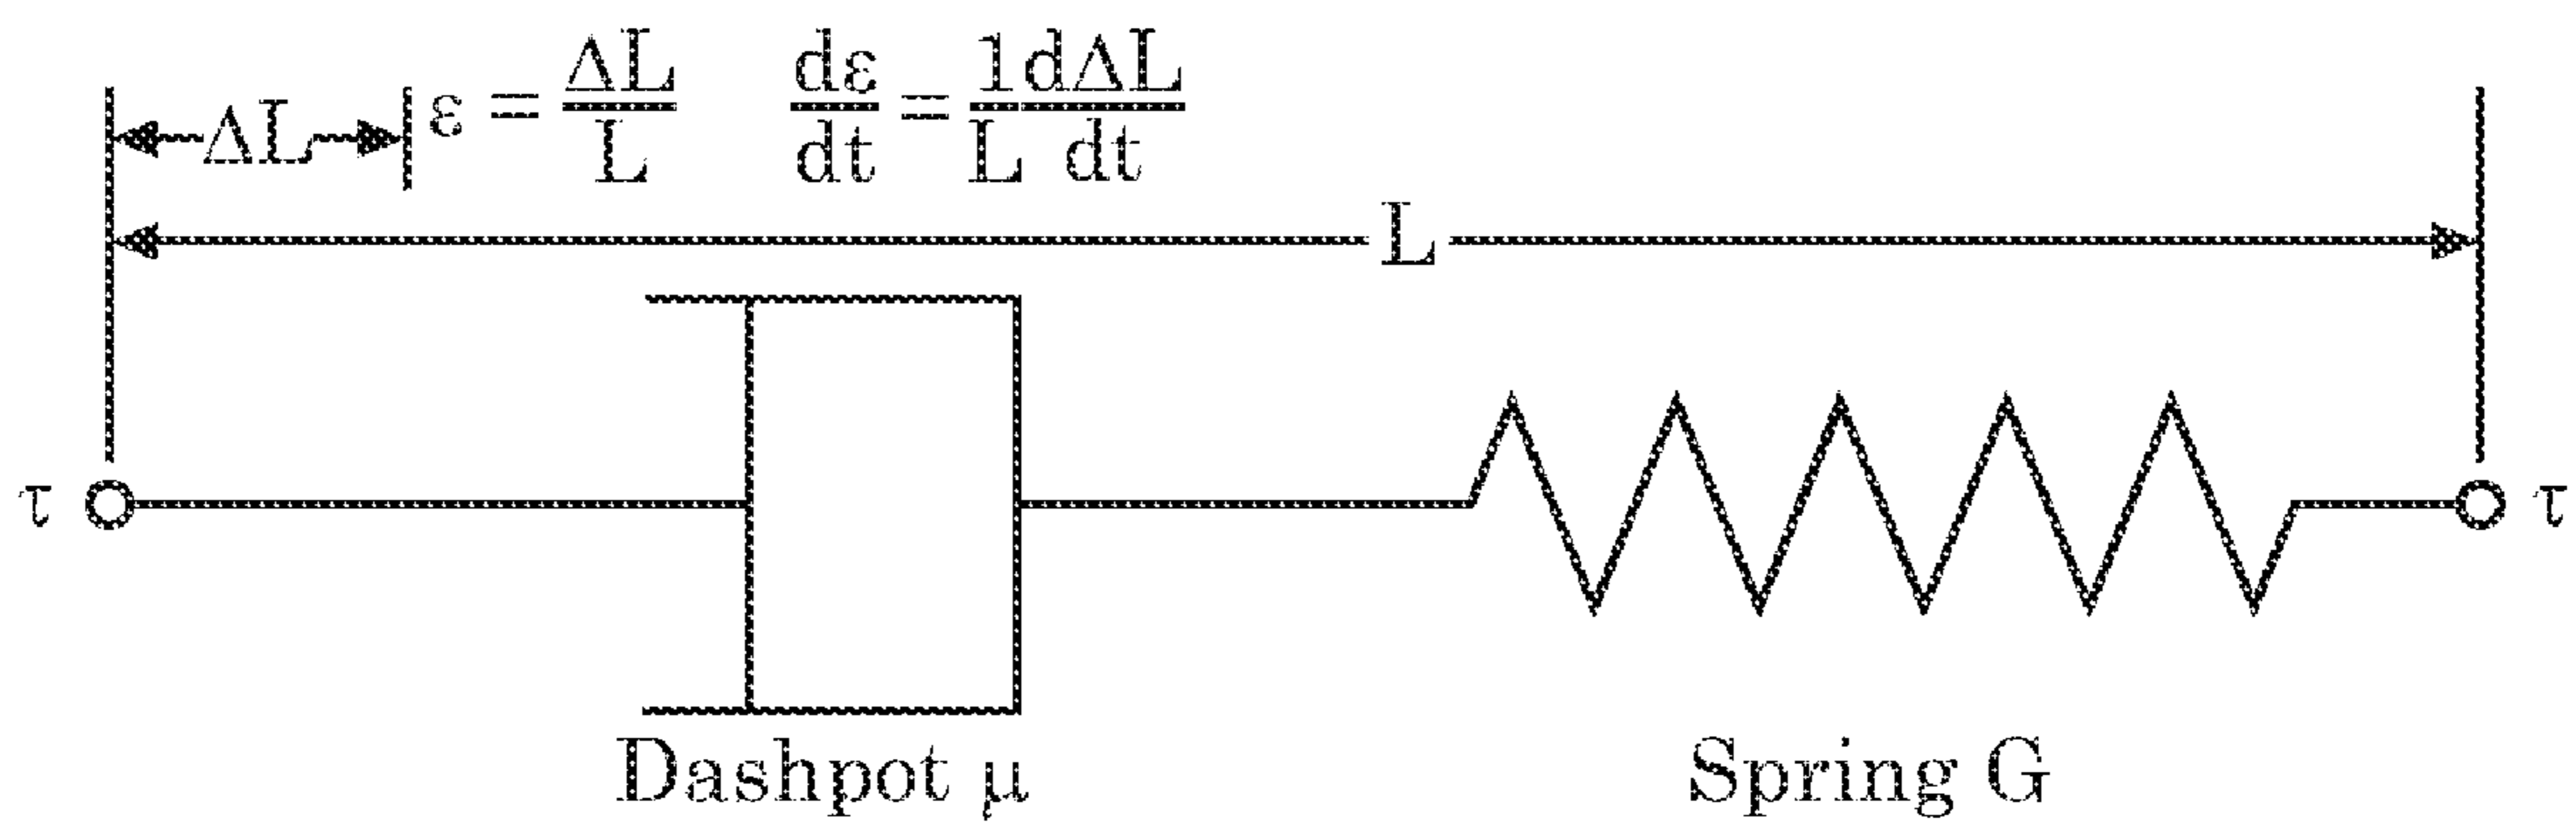 ΔL ε = ΔL/L dε/dt = 1/L dΔL/dt
L
τ τ
Dashpot μ Spring G